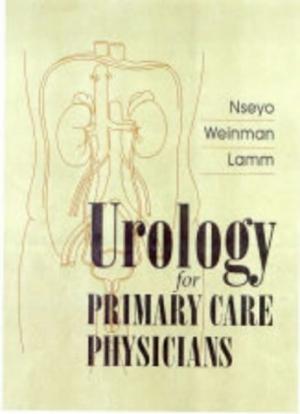 Nseyo
Weinman
Lamm
Urology
for
PRIMARY CARE
PHYSICIANS